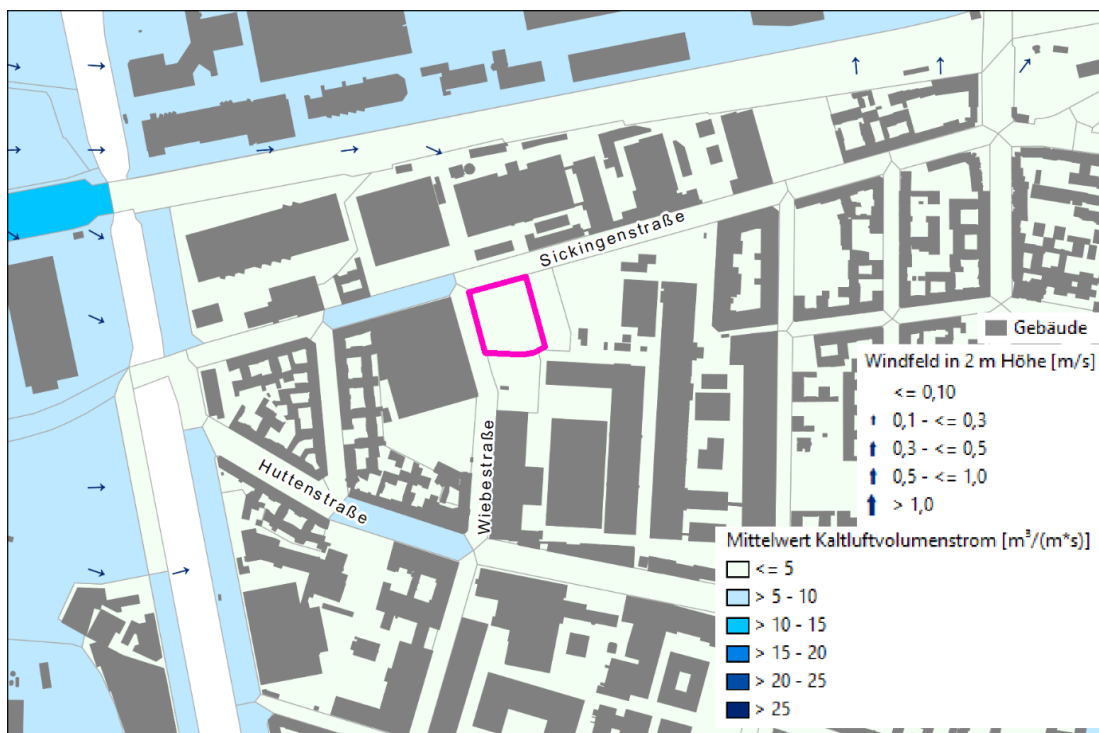 Sickingenstraße
Huttenstraße
Wiebestraße
Gebäude
Windfeld in 2 m Höhe [m/s]
<= 0,10
0,1 - <= 0,3
0,3 - <= 0,5
0,5 - <= 1,0
> 1,0
Mittelwert Kaltluftvolumenstrom [m³/(m*s)]
<= 5
> 5 - 10
> 10 - 15
> 15 - 20
> 20 - 25
> 25